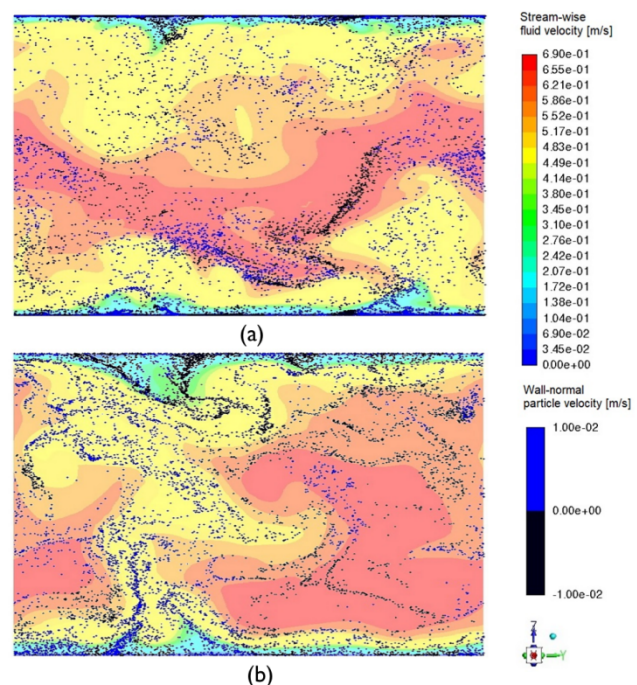 Stream-wise
fluid velocity [m/s]
6.90e-01
6.55e-01
6.21e-01
5.86e-01
5.52e-01
5.17e-01
4.83e-01
4.49e-01
4.14e-01
3.80e-01
3.45e-01
3.10e-01
2.76e-01
2.42e-01
2.07e-01
1.72e-01
1.38e-01
1.04e-01
6.90e-02
3.45e-02
0.00e+00
(a)
Wall-normal
particle velocity [m/s]
1.00e-02
0.00e+00
-1.00e-02
Z
Y
(b)